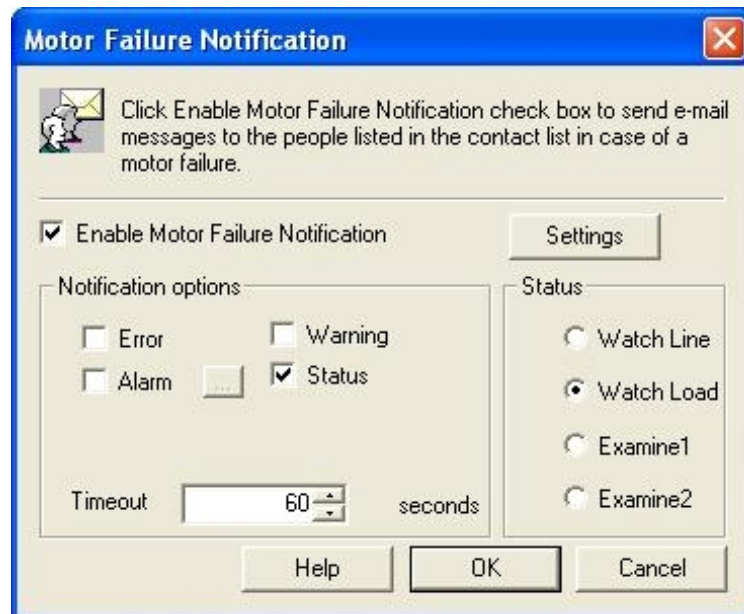 Motor Failure Notification
Click Enable Motor Failure Notification check box to send e-mail
messages to the people listed in the contact list in case of a
motor failure.
Enable Motor Failure Notification
Settings
Notification options
Error
Warning
Alarm
...
Status
Timeout
60
seconds
Status
Watch Line
Watch Load
Examine1
Examine2
Help
OK
Cancel